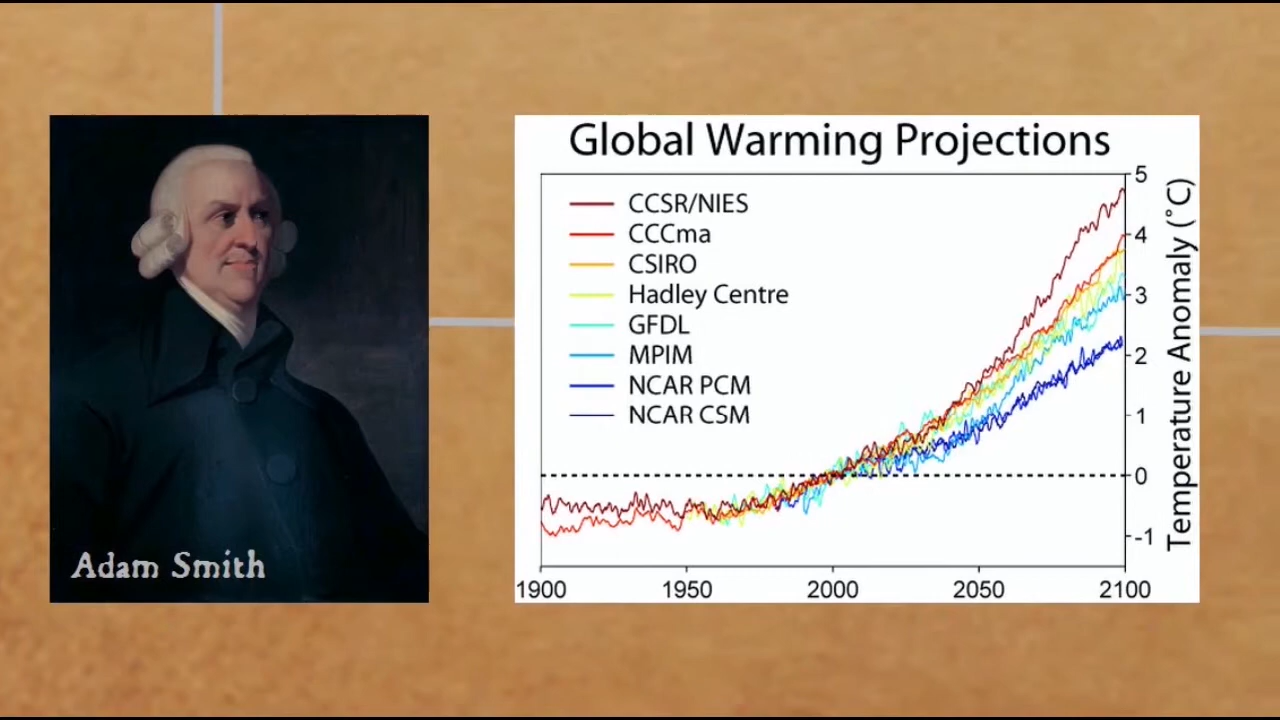 Adam Smith
Global Warming Projections
CCSR/NIES
CCCma
CSIRO
Hadley Centre
GFDL
MPIM
NCAR PCM
NCAR CSM
5
4
3
2
1
0
-1
Temperature Anomaly (˚C)
1900 1950 2000 2050 2100